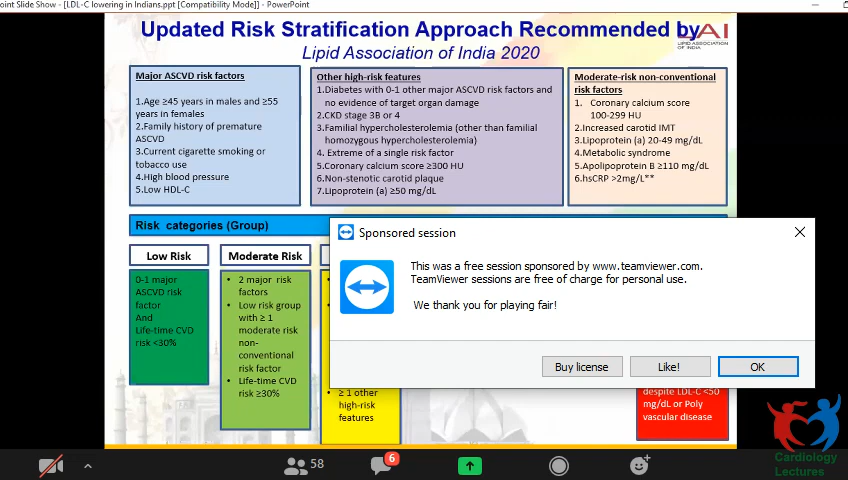 oint Slide Show - [LDL-C lowering in Indians.ppt [Compatibility Mode]] - PowerPoint
Updated Risk Stratification Approach Recommended by
Lipid Association of India 2020
LAI
LIPID ASSOCIATION
OF INDIA
Major ASCVD risk factors
1.Age ≥45 years in males and ≥55
years in females
2.Family history of premature
ASCVD
3.Current cigarette smoking or
tobacco use
4.High blood pressure
5.Low HDL-C
Other high-risk features
1.Diabetes with 0-1 other major ASCVD risk factors and
no evidence of target organ damage
2.CKD stage 3B or 4
3.Familial hypercholesterolemia (other than familial
homozygous hypercholesterolemia)
4. Extreme of a single risk factor
5.Coronary calcium score ≥300 HU
6.Non-stenotic carotid plaque
7.Lipoprotein (a) ≥50 mg/dL
Moderate-risk non-conventional
risk factors
1. Coronary calcium score
100-299 HU
2.Increased carotid IMT
3.Lipoprotein (a) 20-49 mg/dL
4.Metabolic syndrome
5.Apolipoprotein B ≥110 mg/dL
6.hsCRP >2mg/L**
Risk categories (Group)
Low Risk
0-1 major
ASCVD risk
factor
And
Life-time CVD
risk <30%
Moderate Risk
• 2 major risk
factors
• Low risk group
with ≥ 1
moderate risk
non-
conventional
risk factor
• Life-time CVD
risk ≥30%
≥ 1 other
high-risk
features
despite LDL-C <50
mg/dL or Poly
vascular disease
Sponsored session
This was a free session sponsored by www.teamviewer.com.
TeamViewer sessions are free of charge for personal use.
We thank you for playing fair!
Buy license
Like!
OK
58
6
Cardiology
Lectures